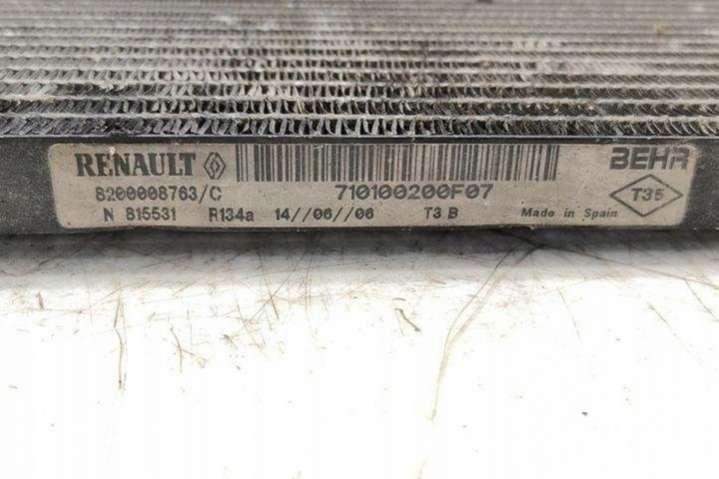 RENAULT BEHR
8200008763/C 710100200F07 T35
N 815531 R134a 14//06//06 T3 B Made in Spain